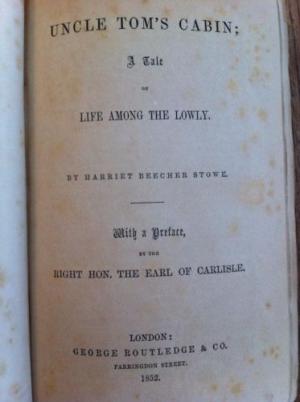 UNCLE TOM'S CABIN;
A Tale
OF
LIFE AMONG THE LOWLY.
BY HARRIET BEECHER STOWE.
With a Preface,
BY THE
RIGHT HON. THE EARL OF CARLISLE.
LONDON:
GEORGE ROUTLEDGE & CO.
FARRINGDON STREET.
1852.